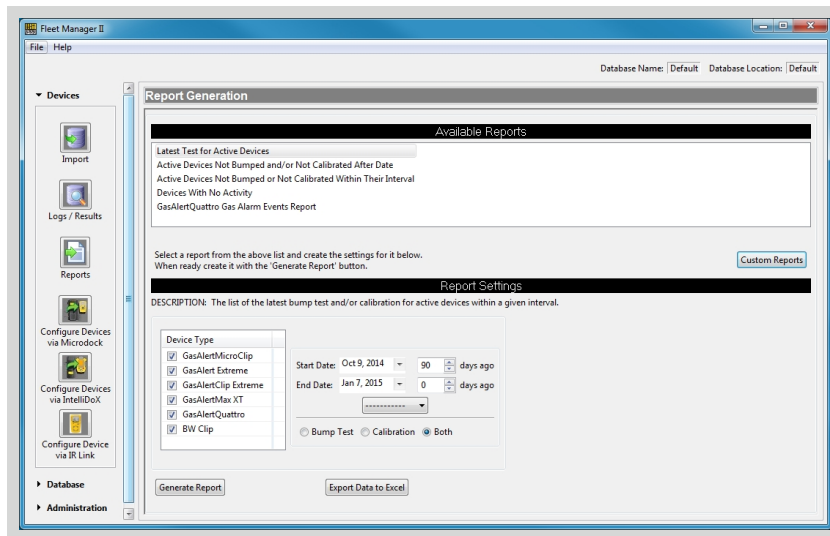 Fleet Manager II
File Help
Database Name: Default Database Location: Default
Devices
Import
Logs / Results
Reports
Configure Devices
via Microdock
Configure Devices
via IntelliDoX
Configure Device
via IR Link
Database
Administration
Report Generation
Available Reports
Latest Test for Active Devices
Active Devices Not Bumped and/or Not Calibrated After Date
Active Devices Not Bumped or Not Calibrated Within Their Interval
Devices With No Activity
GasAlertQuattro Gas Alarm Events Report
Select a report from the above list and create the settings for it below.
When ready create it with the 'Generate Report' button.
Custom Reports
Report Settings
DESCRIPTION: The list of the latest bump test and/or calibration for active devices within a given interval.
Device Type
GasAlertMicroClip
GasAlert Extreme
GasAlertClip Extreme
GasAlertMax XT
GasAlertQuattro
BW Clip
Start Date: Oct 9, 2014 90 days ago
End Date: Jan 7, 2015 0 days ago
-----------
Bump Test Calibration Both
Generate Report
Export Data to Excel